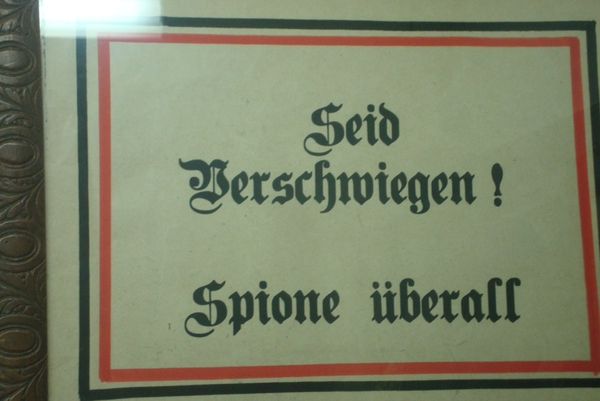 Seid
Verschwiegen !
Spione überall